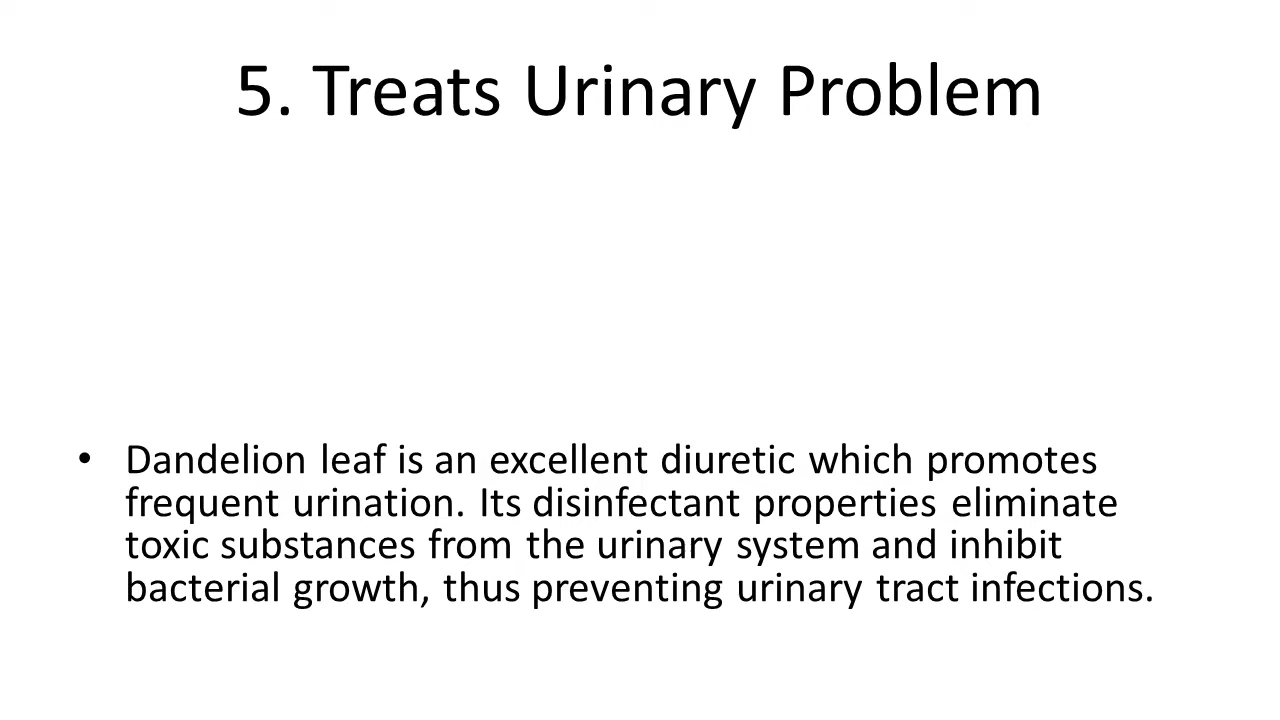 5. Treats Urinary Problem
• Dandelion leaf is an excellent diuretic which promotes
frequent urination. Its disinfectant properties eliminate
toxic substances from the urinary system and inhibit
bacterial growth, thus preventing urinary tract infections.